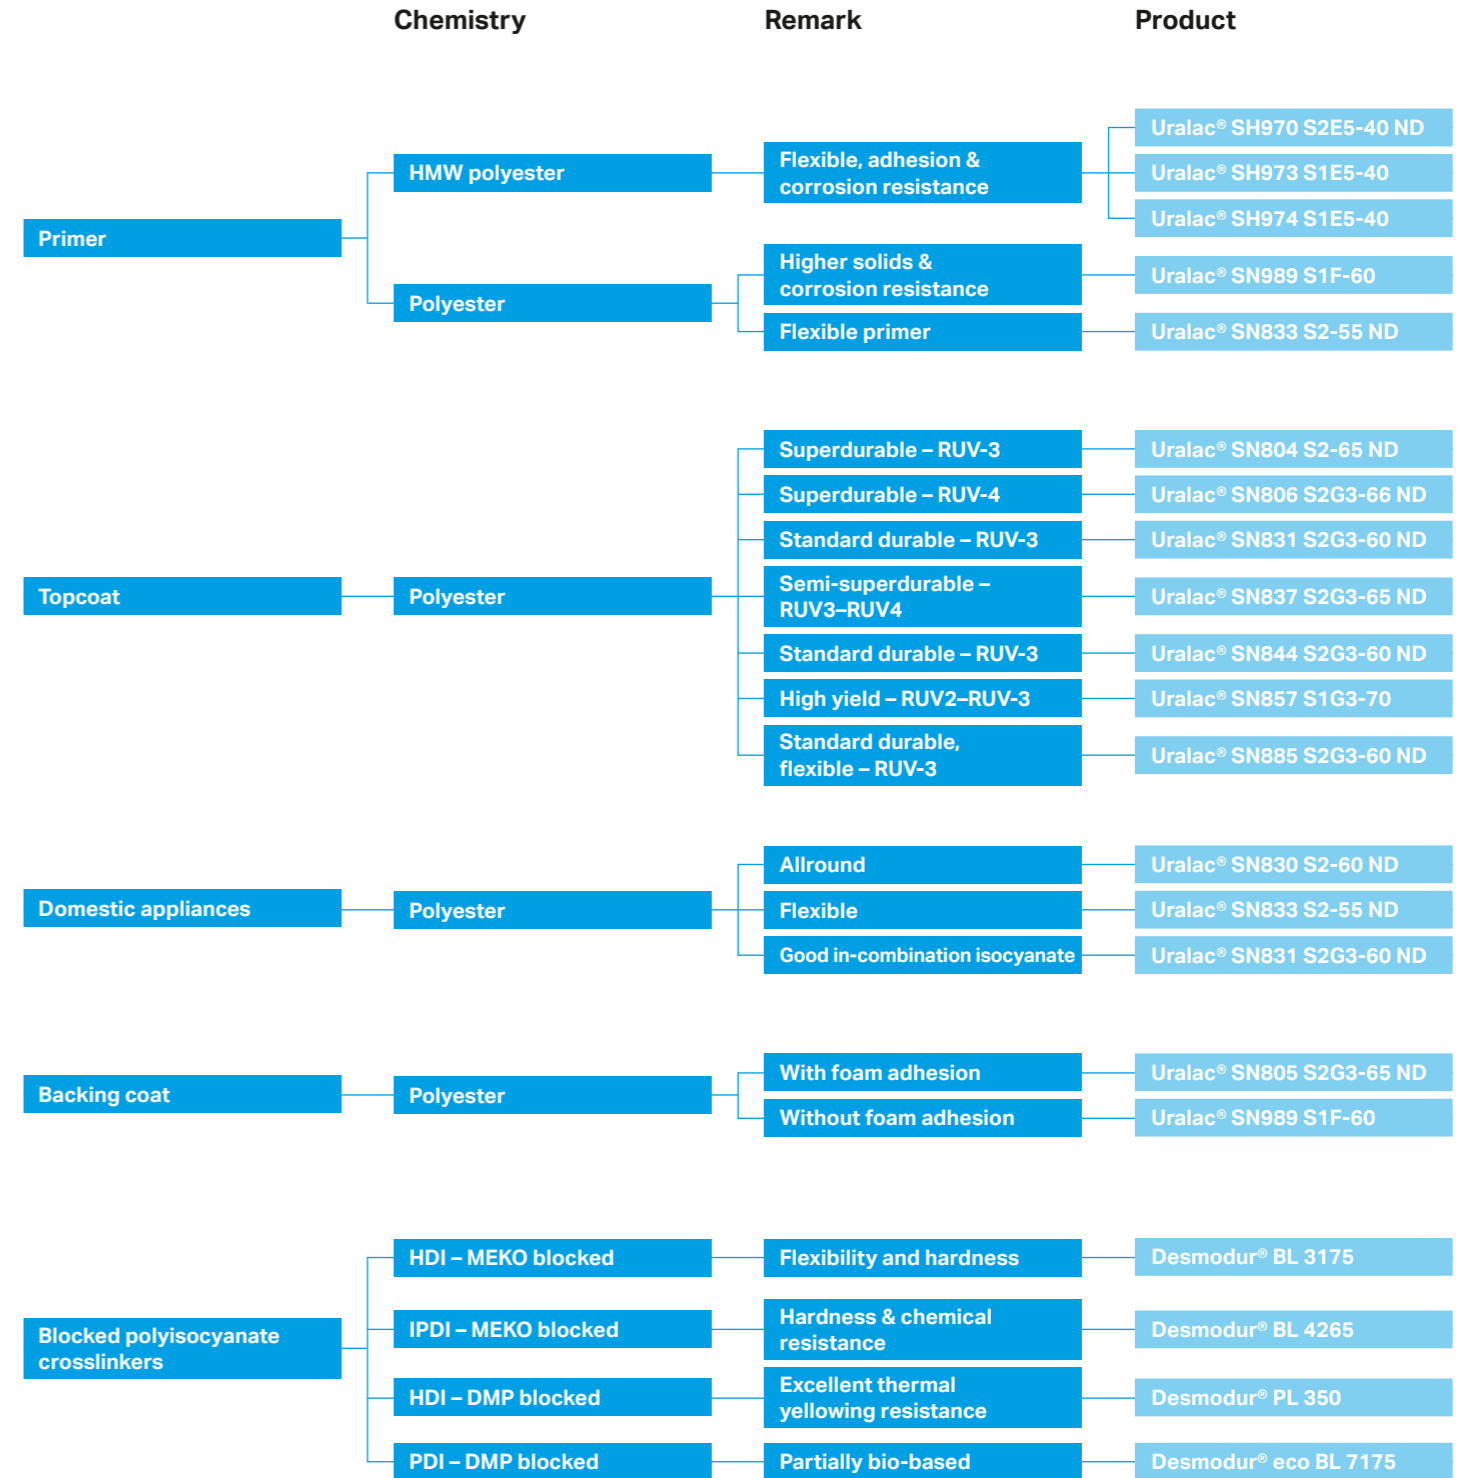 Chemistry
Remark
Product
Primer
HMW polyester
Flexible, adhesion &
corrosion resistance
Uralac® SH970 S2E5-40 ND
Uralac® SH973 S1E5-40
Uralac® SH974 S1E5-40
Polyester
Higher solids &
corrosion resistance
Uralac® SN989 S1F-60
Flexible primer
Uralac® SN833 S2-55 ND
Topcoat
Polyester
Superdurable – RUV-3
Uralac® SN804 S2-65 ND
Superdurable – RUV-4
Uralac® SN806 S2G3-66 ND
Standard durable – RUV-3
Uralac® SN831 S2G3-60 ND
Semi-superdurable –
RUV3–RUV4
Uralac® SN837 S2G3-65 ND
Standard durable – RUV-3
Uralac® SN844 S2G3-60 ND
High yield – RUV2–RUV-3
Uralac® SN857 S1G3-70
Standard durable,
flexible – RUV-3
Uralac® SN885 S2G3-60 ND
Domestic appliances
Polyester
Allround
Uralac® SN830 S2-60 ND
Flexible
Uralac® SN833 S2-55 ND
Good in-combination isocyanate
Uralac® SN831 S2G3-60 ND
Backing coat
Polyester
With foam adhesion
Uralac® SN805 S2G3-65 ND
Without foam adhesion
Uralac® SN989 S1F-60
Blocked polyisocyanate
crosslinkers
HDI – MEKO blocked
Flexibility and hardness
Desmodur® BL 3175
IPDI – MEKO blocked
Hardness & chemical
resistance
Desmodur® BL 4265
HDI – DMP blocked
Excellent thermal
yellowing resistance
Desmodur® PL 350
PDI – DMP blocked
Partially bio-based
Desmodur® eco BL 7175